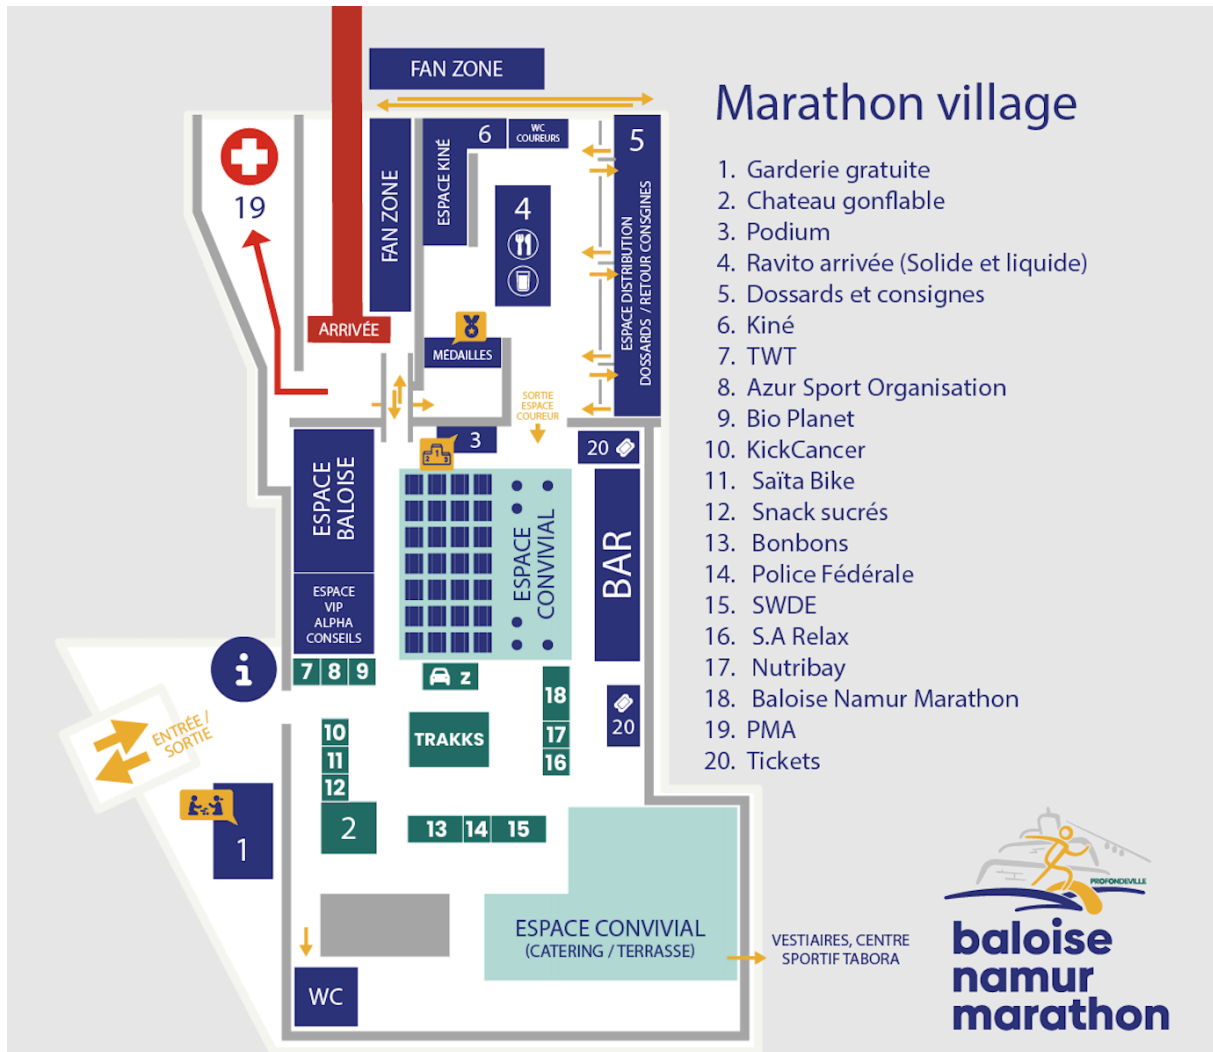 FAN ZONE
Marathon village
1. Garderie gratuite
2. Chateau gonflable
3. Podium
4. Ravito arrivée (Solide et liquide)
5. Dossards et consignes
6. Kiné
7. TWT
8. Azur Sport Organisation
9. Bio Planet
10. KickCancer
11. Saïta Bike
12. Snack sucrés
13. Bonbons
14. Police Fédérale
15. SWDE
16. S.A Relax
17. Nutribay
18. Baloise Namur Marathon
19. PMA
20. Tickets
19
FAN ZONE
ARRIVÉE
ESPACE KINÉ
6
WC
COUREURS
4
5
ESPACE DISTRIBUTION
DOSSARDS / RETOUR CONSGINES
MÉDAILLES
SORTIE
ESPACE
COUREUR
3
2 1 3
20
ESPACE
BALOISE
ESPACE
CONVIVIAL
BAR
ESPACE
VIP
ALPHA
CONSEILS
i
7 8 9
z
18
17
16
20
ENTRÉE /
SORTIE
10
11
12
TRAKKS
1
2
13 14 15
ESPACE CONVIVIAL
(CATERING / TERRASSE)
VESTIAIRES, CENTRE
SPORTIF TABORA
WC
PROFONDEVILLE
baloise
namur
marathon